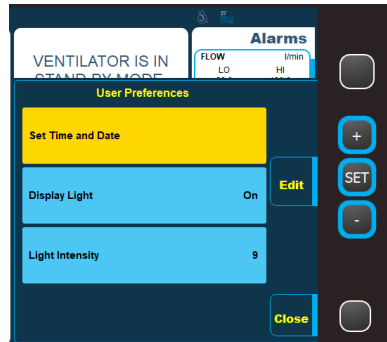 Alarms
VENTILATOR IS IN
STAND BY MODE
FLOW l/min
LO HI
User Preferences
Set Time and Date
Display Light On
Light Intensity 9
Edit
Close
+
SET
-